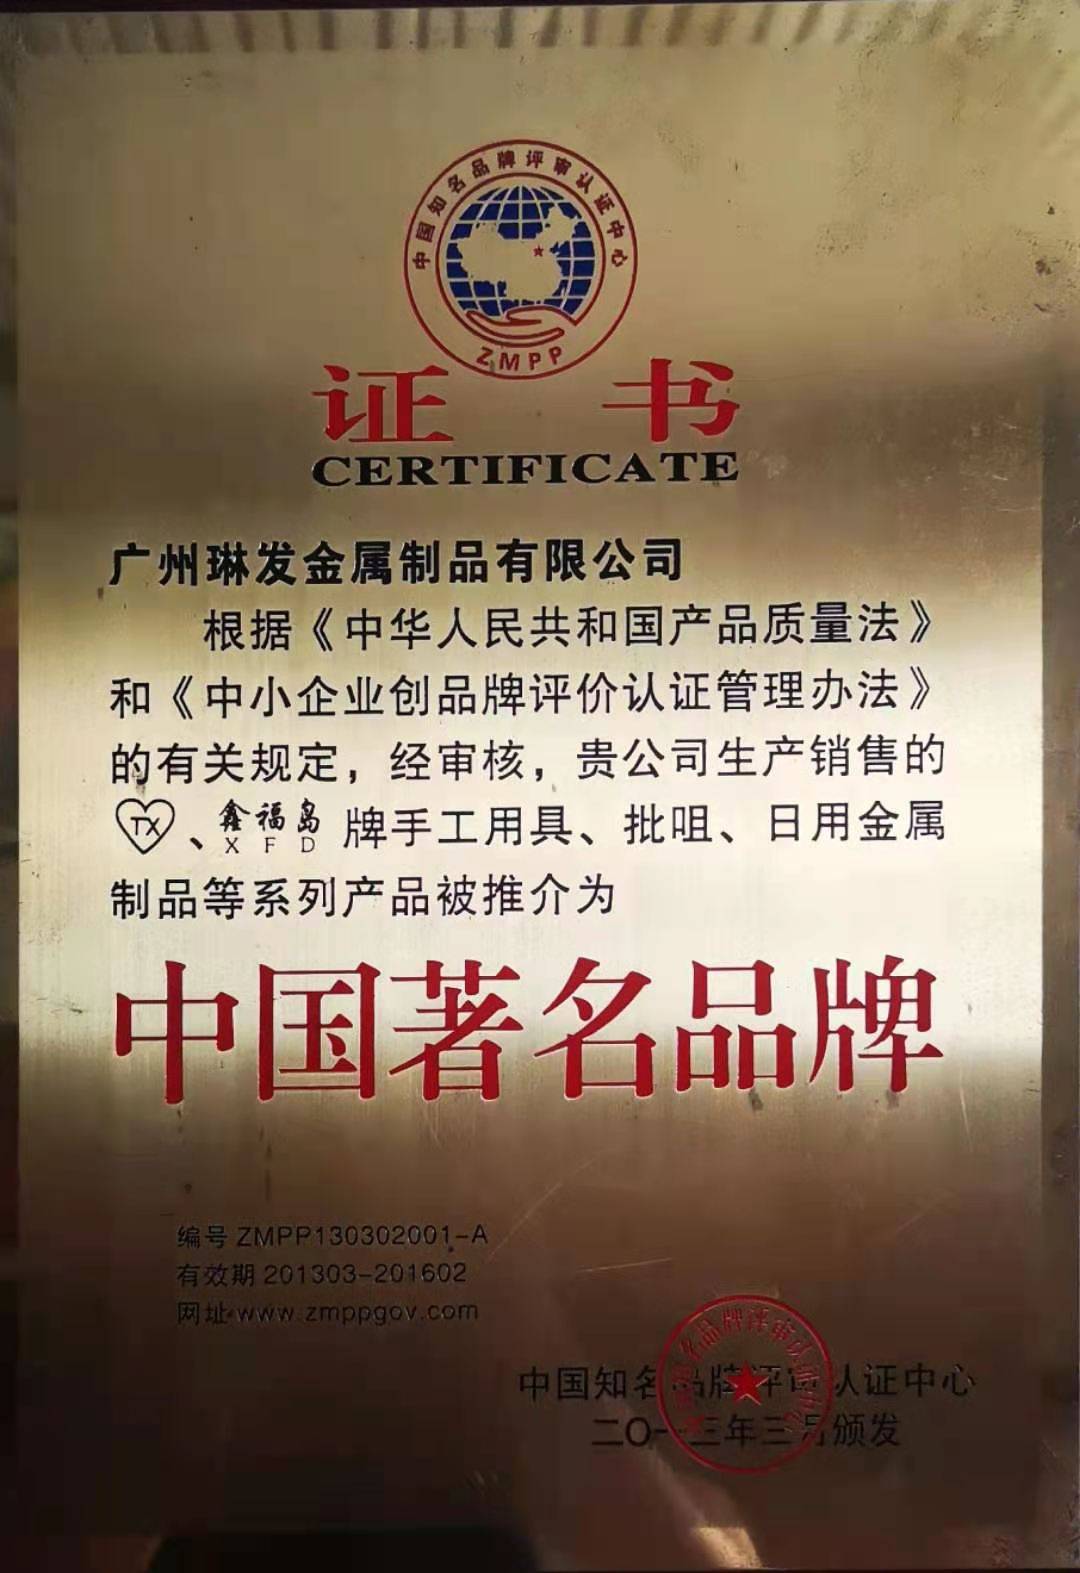 中国知名品牌评审认证中心
ZMPP
证 书
CERTIFICATE
广州琳发金属制品有限公司
根据《中华人民共和国产品质量法》
和《中小企业创品牌评价认证管理办法》
的有关规定，经审核，贵公司生产销售的
TX、鑫福岛牌手工用具、批咀、日用金属
XFD
制品等系列产品被推介为
中国著名品牌
编号 ZMPP130302001-A
有效期 201303-201602
网址 www.zmppgov.com
中国知名品牌评审认证中心
二〇一三年三月颁发